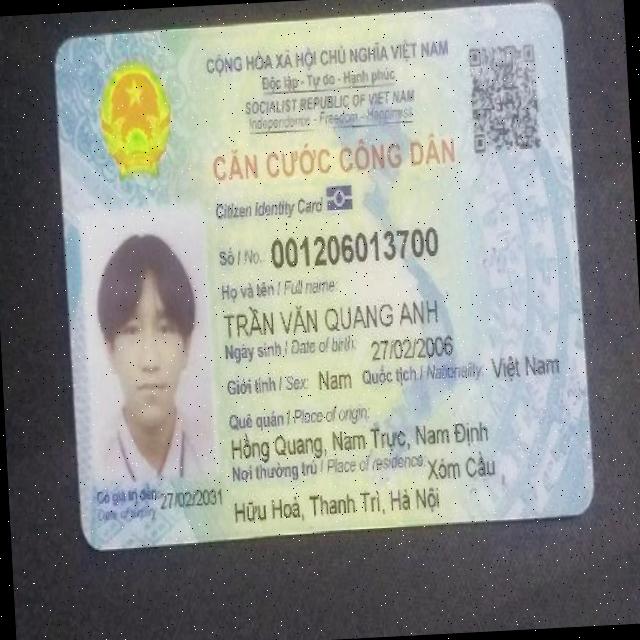 CỘNG HÒA XÃ HỘI CHỦ NGHĨA VIỆT NAM
Độc lập - Tự do - Hạnh phúc
SOCIALIST REPUBLIC OF VIET NAM
Independence - Freedom - Happiness
CĂN CƯỚC CÔNG DÂN
Citizen Identity Card
Số / No.: 001206013700
Họ và tên / Full name:
TRẦN VĂN QUANG ANH
Ngày sinh / Date of birth: 27/02/2006
Giới tính / Sex: Nam Quốc tịch / Nationality: Việt Nam
Quê quán / Place of origin:
Hồng Quang, Nam Trực, Nam Định
Nơi thường trú / Place of residence: Xóm Cầu,
Hữu Hoà, Thanh Trì, Hà Nội
Có giá trị đến: 27/02/2031
Date of expiry